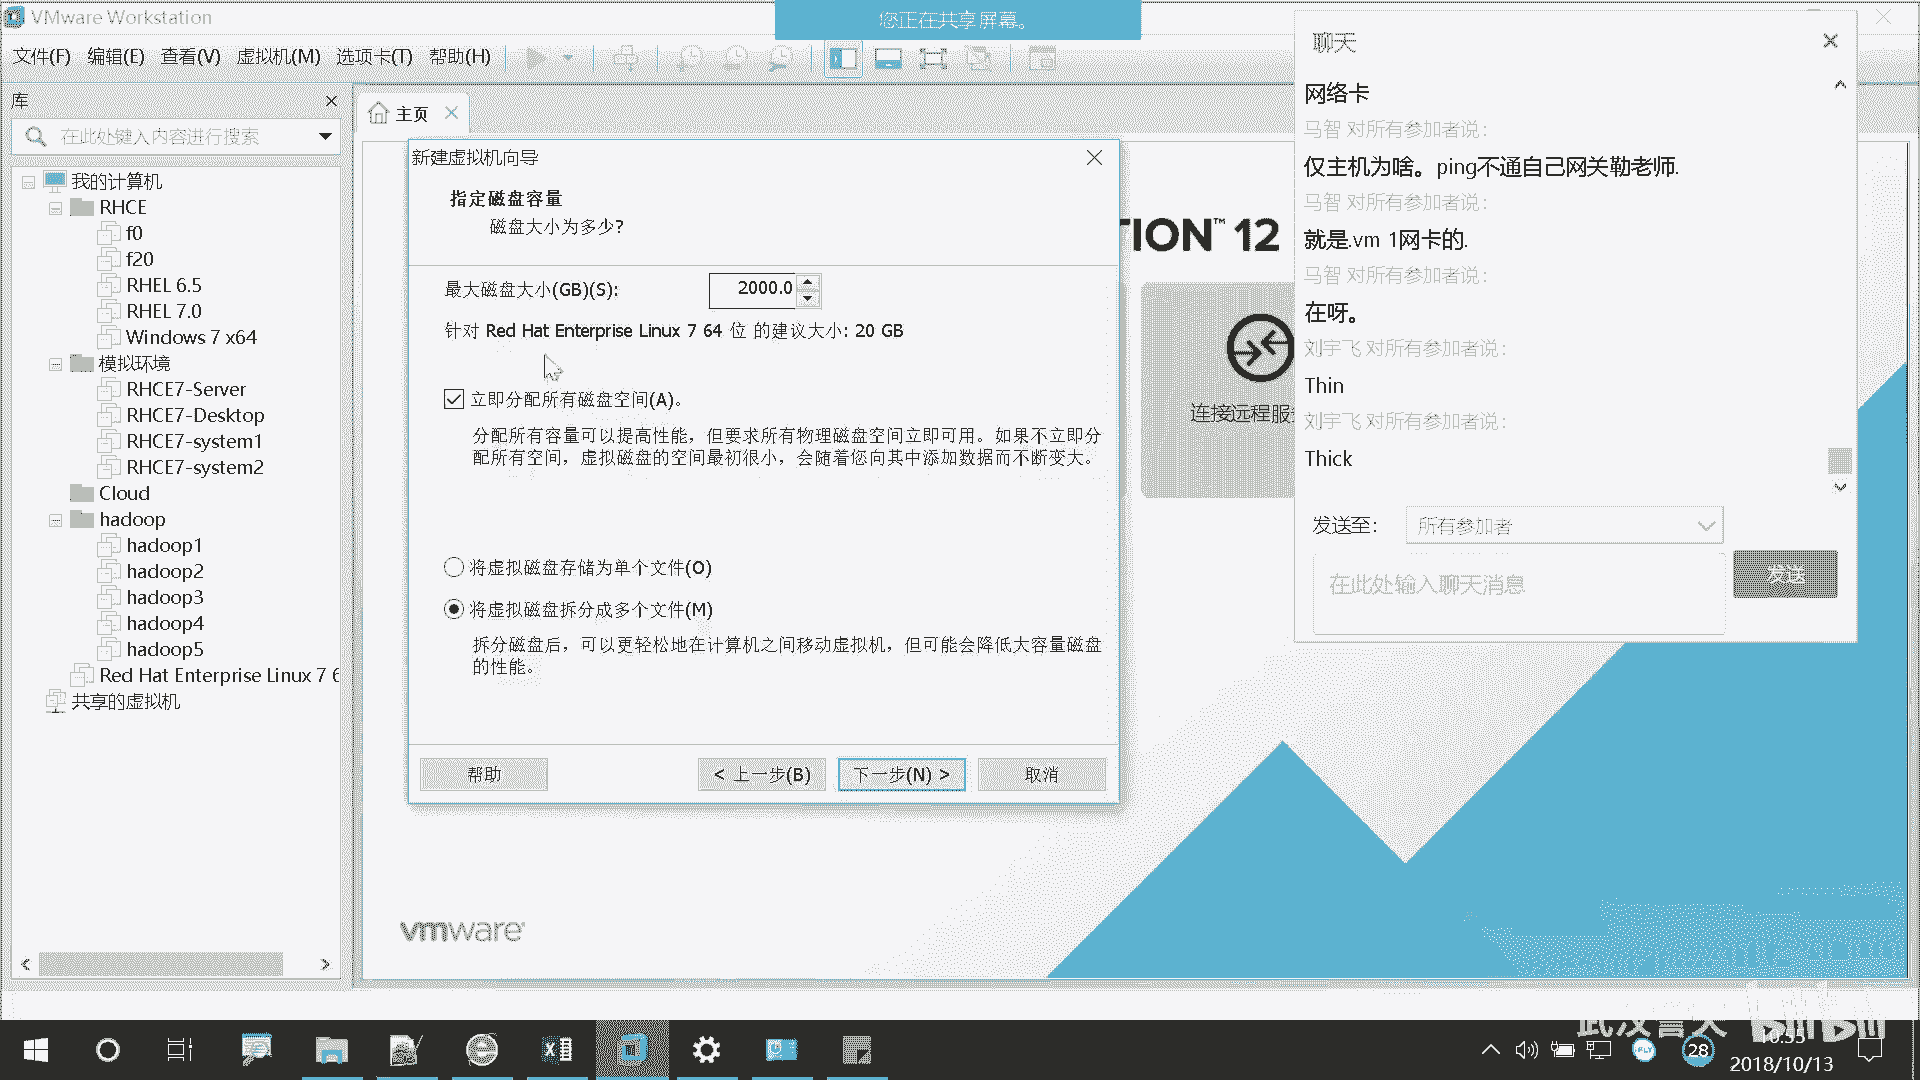 VMware Workstation
您正在共享屏幕。
文件(F) 编辑(E) 查看(V) 虚拟机(M) 选项卡(T) 帮助(H)
库
在此处键入内容进行搜索
我的计算机
RHCE
f0
f20
RHEL 6.5
RHEL 7.0
Windows 7 x64
模拟环境
RHCE7-Server
RHCE7-Desktop
RHCE7-system1
RHCE7-system2
Cloud
hadoop
hadoop1
hadoop2
hadoop3
hadoop4
hadoop5
Red Hat Enterprise Linux 7 6
共享的虚拟机
主页
TION™ 12
连接远程服
新建虚拟机向导
指定磁盘容量
磁盘大小为多少?
最大磁盘大小(GB)(S):
2000.0
针对 Red Hat Enterprise Linux 7 64 位 的建议大小: 20 GB
立即分配所有磁盘空间(A)。
分配所有容量可以提高性能，但要求所有物理磁盘空间立即可用。如果不立即分
配所有空间，虚拟磁盘的空间最初很小，会随着您向其中添加数据而不断变大。
将虚拟磁盘存储为单个文件(O)
将虚拟磁盘拆分成多个文件(M)
拆分磁盘后，可以更轻松地在计算机之间移动虚拟机，但可能会降低大容量磁盘
的性能。
帮助
< 上一步(B)
下一步(N) >
取消
vmware
聊天
网络卡
马智 对所有参加者说:
仅主机为啥。ping不通自己网关勒老师.
马智 对所有参加者说:
就是.vm 1网卡的.
马智 对所有参加者说:
在呀。
刘宇飞 对所有参加者说:
Thin
刘宇飞 对所有参加者说:
Thick
发送至:
所有参加者
在此处输入聊天消息
发送
武汉誉天
bilibili
28
10:55
2018/10/13